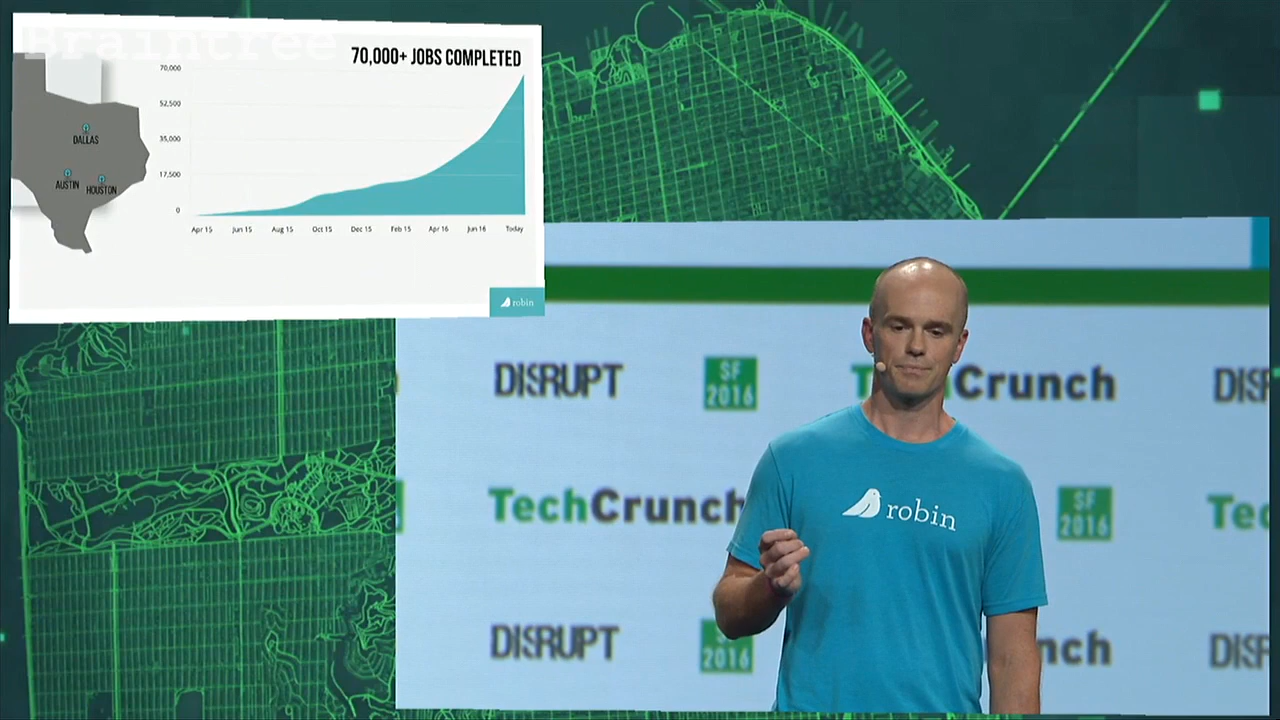 Braintree
70,000+ JOBS COMPLETED
70,000
52,500
35,000
17,500
0
Apr 15 Jun 15 Aug 15 Oct 15 Dec 15 Feb 15 Apr 16 Jun 16 Today
DALLAS
AUSTIN
HOUSTON
robin
DISRUPT SF 2016 TechCrunch DISR
TechCrunch SF 2016 Tec
DISRUPT SF 2016 nch DISR
robin